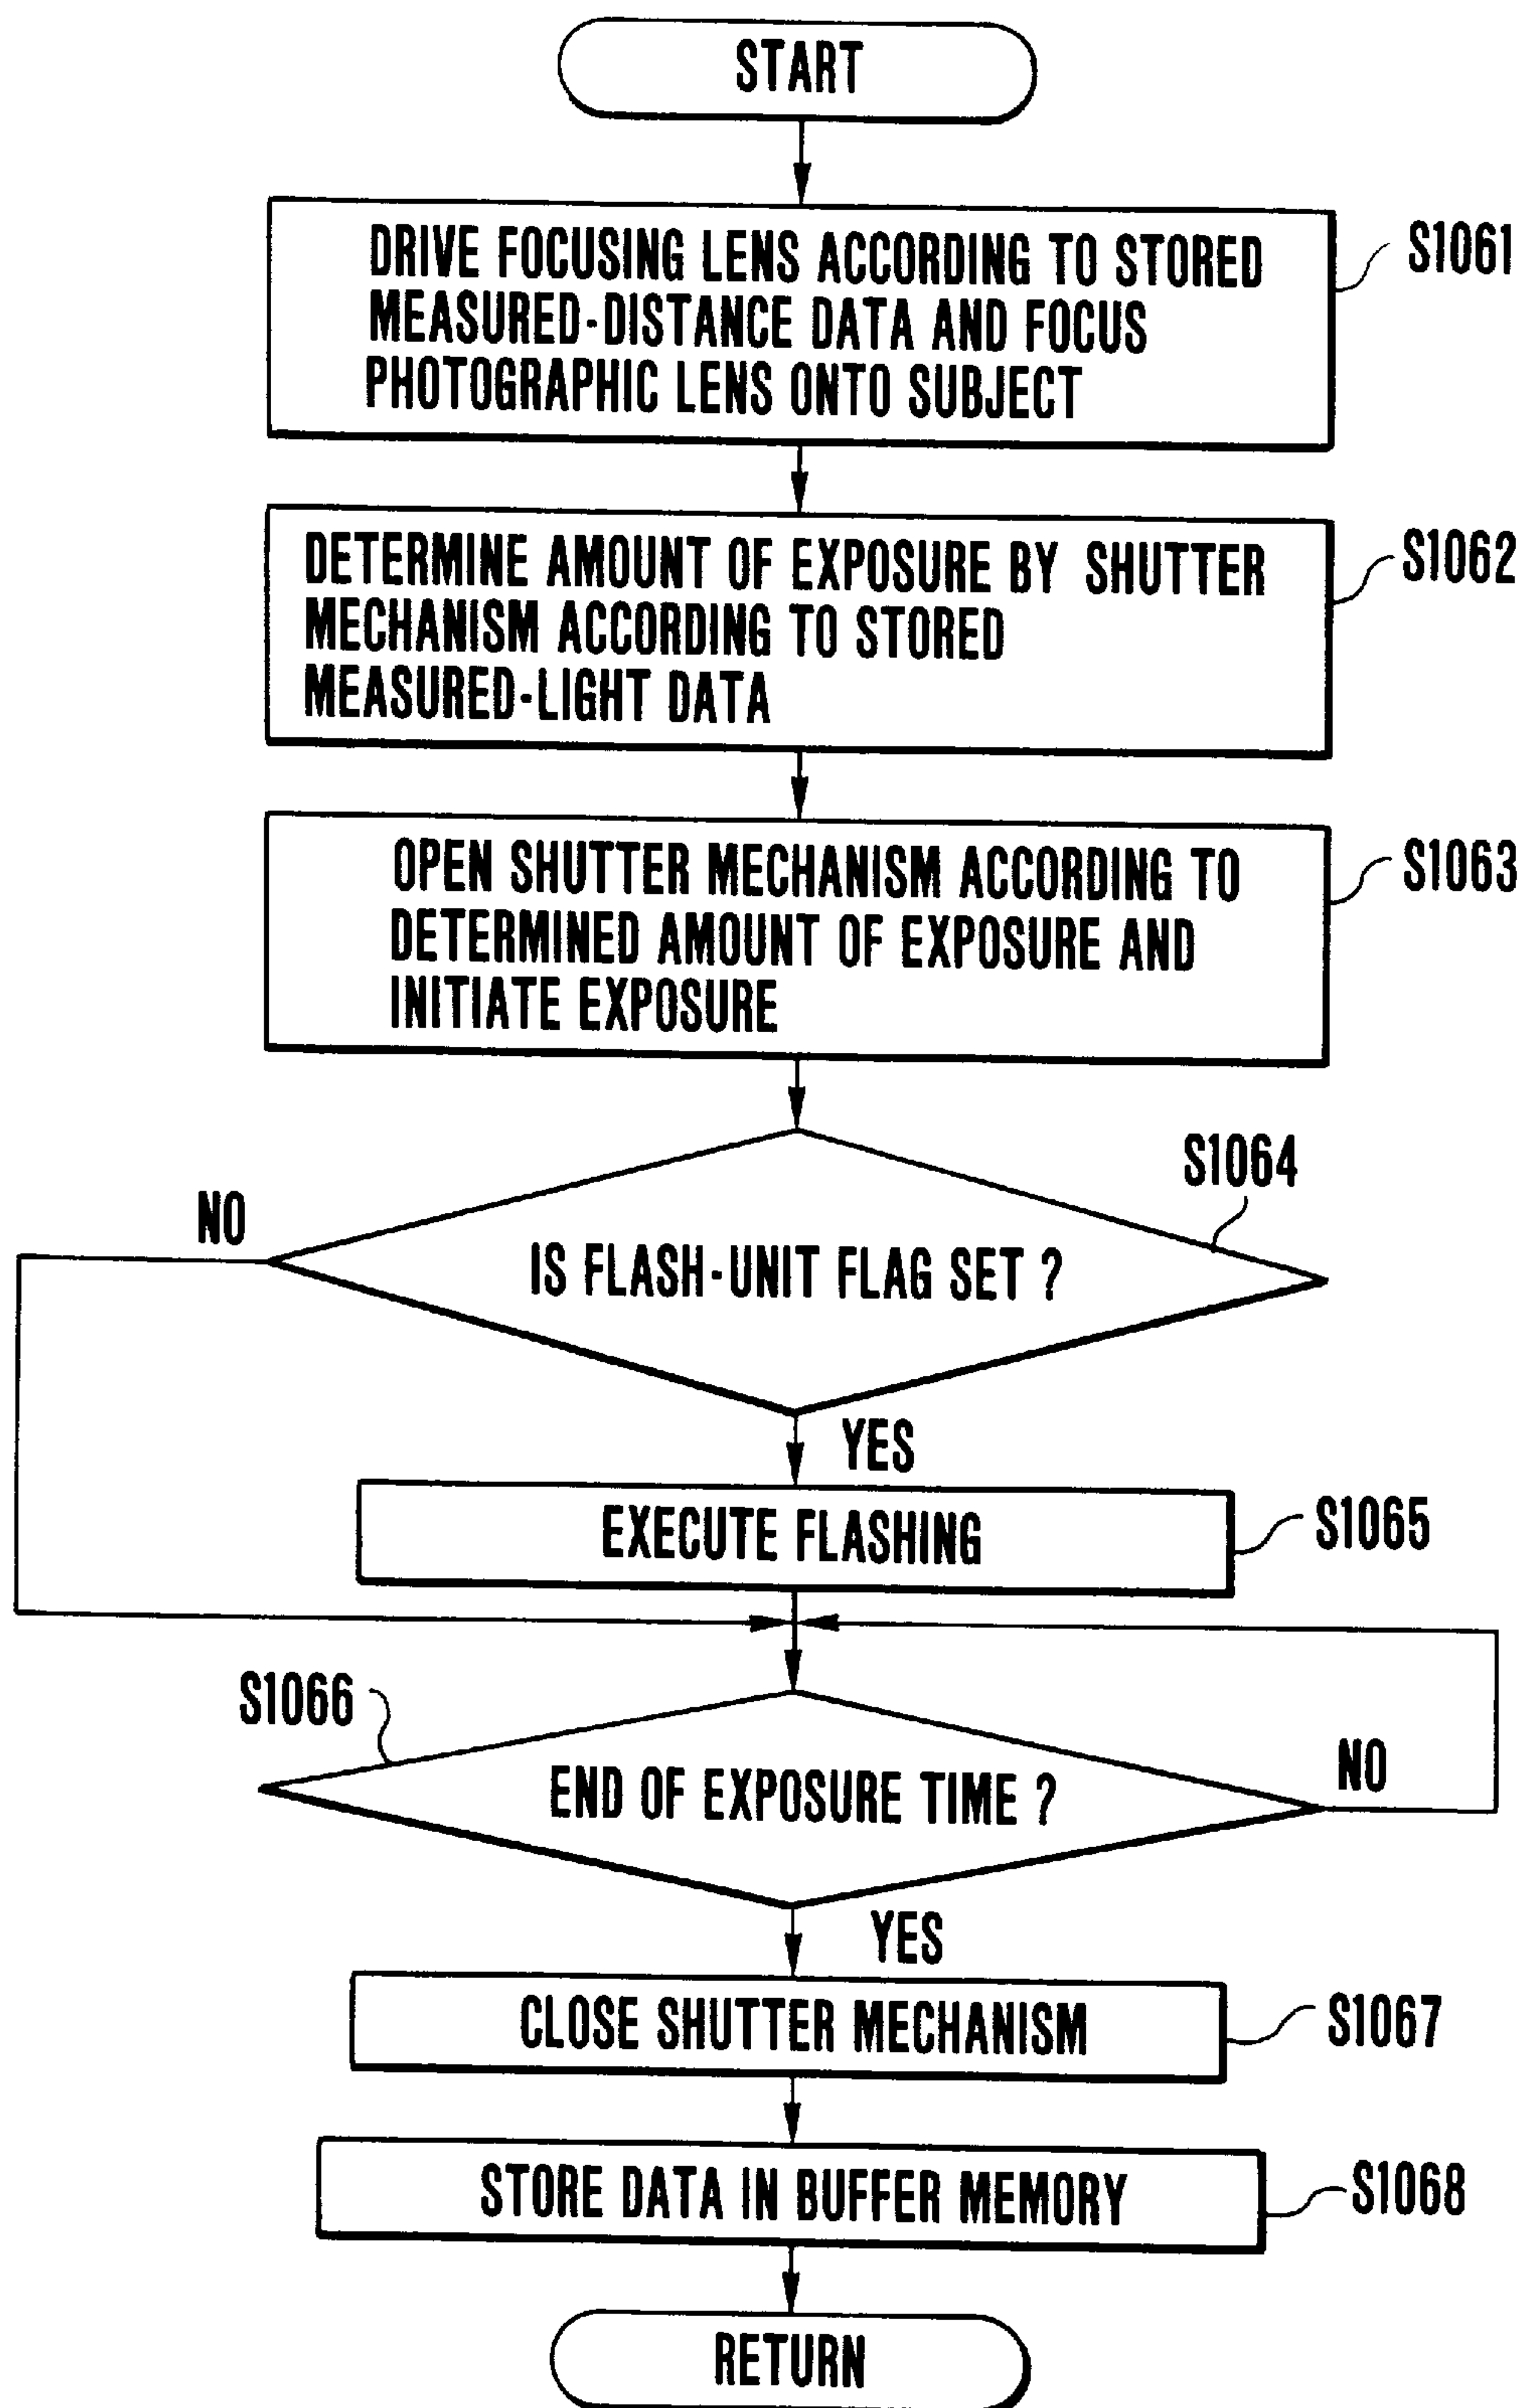 START
DRIVE FOCUSING LENS ACCORDING TO STORED
MEASURED-DISTANCE DATA AND FOCUS
PHOTOGRAPHIC LENS ONTO SUBJECT
S1061
DETERMINE AMOUNT OF EXPOSURE BY SHUTTER
MECHANISM ACCORDING TO STORED
MEASURED-LIGHT DATA
S1062
OPEN SHUTTER MECHANISM ACCORDING TO
DETERMINED AMOUNT OF EXPOSURE AND
INITIATE EXPOSURE
S1063
S1064
NO
IS FLASH-UNIT FLAG SET ?
YES
EXECUTE FLASHING
S1065
S1066
END OF EXPOSURE TIME ?
NO
YES
CLOSE SHUTTER MECHANISM
S1067
STORE DATA IN BUFFER MEMORY
S1068
RETURN